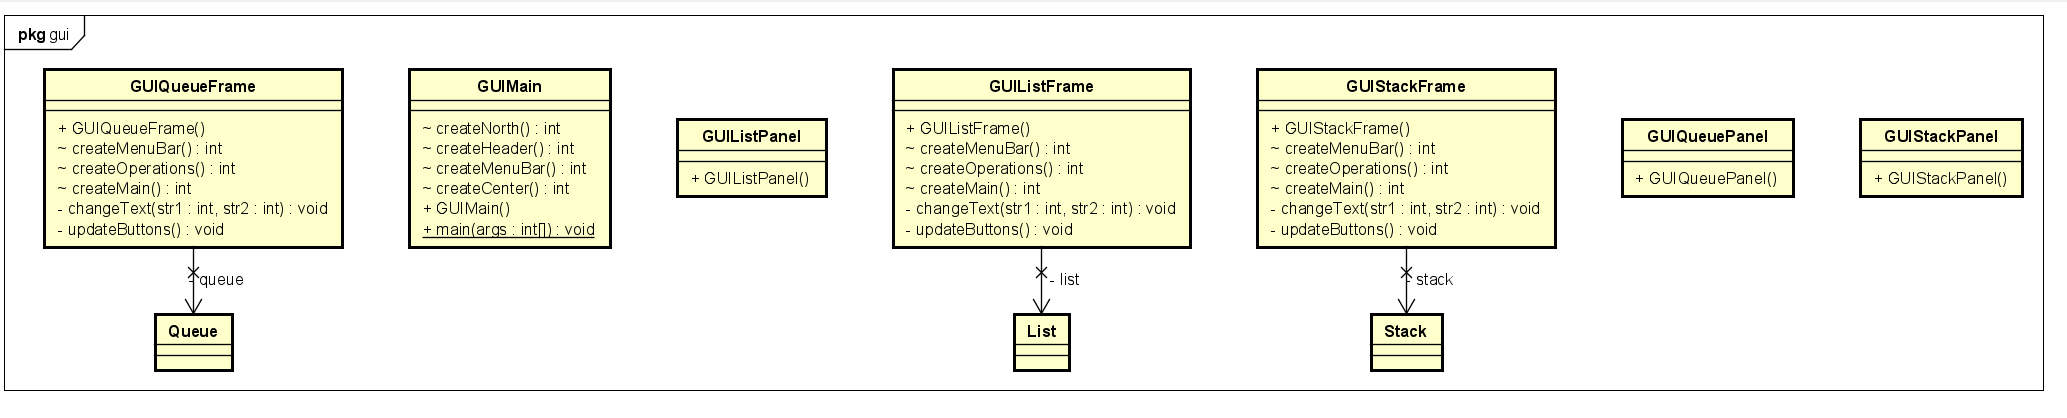 pkg gui
GUIQueueFrame
+ GUIQueueFrame()
~ createMenuBar() : int
~ createOperations() : int
~ createMain() : int
- changeText(str1 : int, str2 : int) : void
- updateButtons() : void
- queue
Queue
GUIMain
~ createNorth() : int
~ createHeader() : int
~ createMenuBar() : int
~ createCenter() : int
+ GUIMain()
+ main(args : int[]) : void
GUIListPanel
+ GUIListPanel()
GUIListFrame
+ GUIListFrame()
~ createMenuBar() : int
~ createOperations() : int
~ createMain() : int
- changeText(str1 : int, str2 : int) : void
- updateButtons() : void
- list
List
GUIStackFrame
+ GUIStackFrame()
~ createMenuBar() : int
~ createOperations() : int
~ createMain() : int
- changeText(str1 : int, str2 : int) : void
- updateButtons() : void
- stack
Stack
GUIQueuePanel
+ GUIQueuePanel()
GUIStackPanel
+ GUIStackPanel()